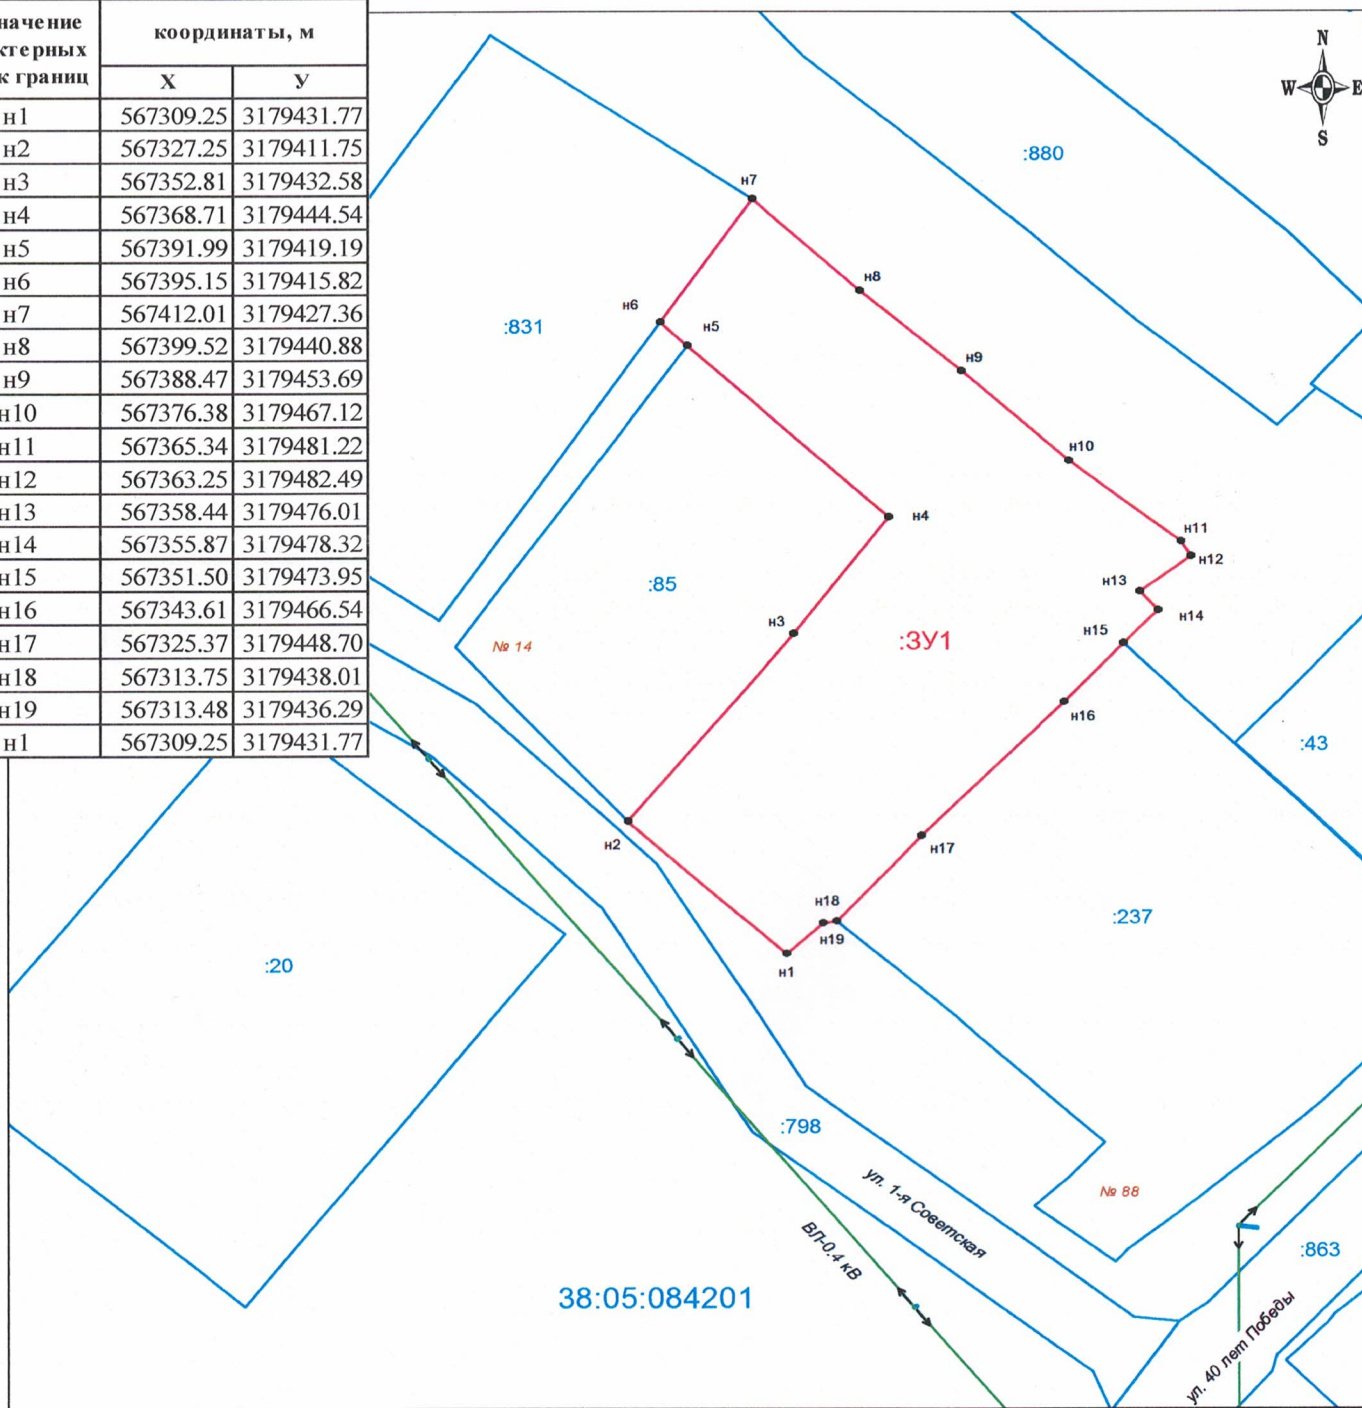 начение
ктерных
к границ
координаты, м
X
У
н1 567309.25 3179431.77
н2 567327.25 3179411.75
н3 567352.81 3179432.58
н4 567368.71 3179444.54
н5 567391.99 3179419.19
н6 567395.15 3179415.82
н7 567412.01 3179427.36
н8 567399.52 3179440.88
н9 567388.47 3179453.69
н10 567376.38 3179467.12
н11 567365.34 3179481.22
н12 567363.25 3179482.49
н13 567358.44 3179476.01
н14 567355.87 3179478.32
н15 567351.50 3179473.95
н16 567343.61 3179466.54
н17 567325.37 3179448.70
н18 567313.75 3179438.01
н19 567313.48 3179436.29
н1 567309.25 3179431.77
N
W E
S
:880
н7
н8
н6
н5
:831
н9
н10
н4
н11
н12
:85
н13
н14
н3
н15
№ 14
:ЗУ1
н16
:43
н2
н17
н18
н19
:237
:20
н1
:798
№ 88
ул. 1-я Советская
ВЛ-0.4 кВ
:863
38:05:084201
ул. 40 лет Победы